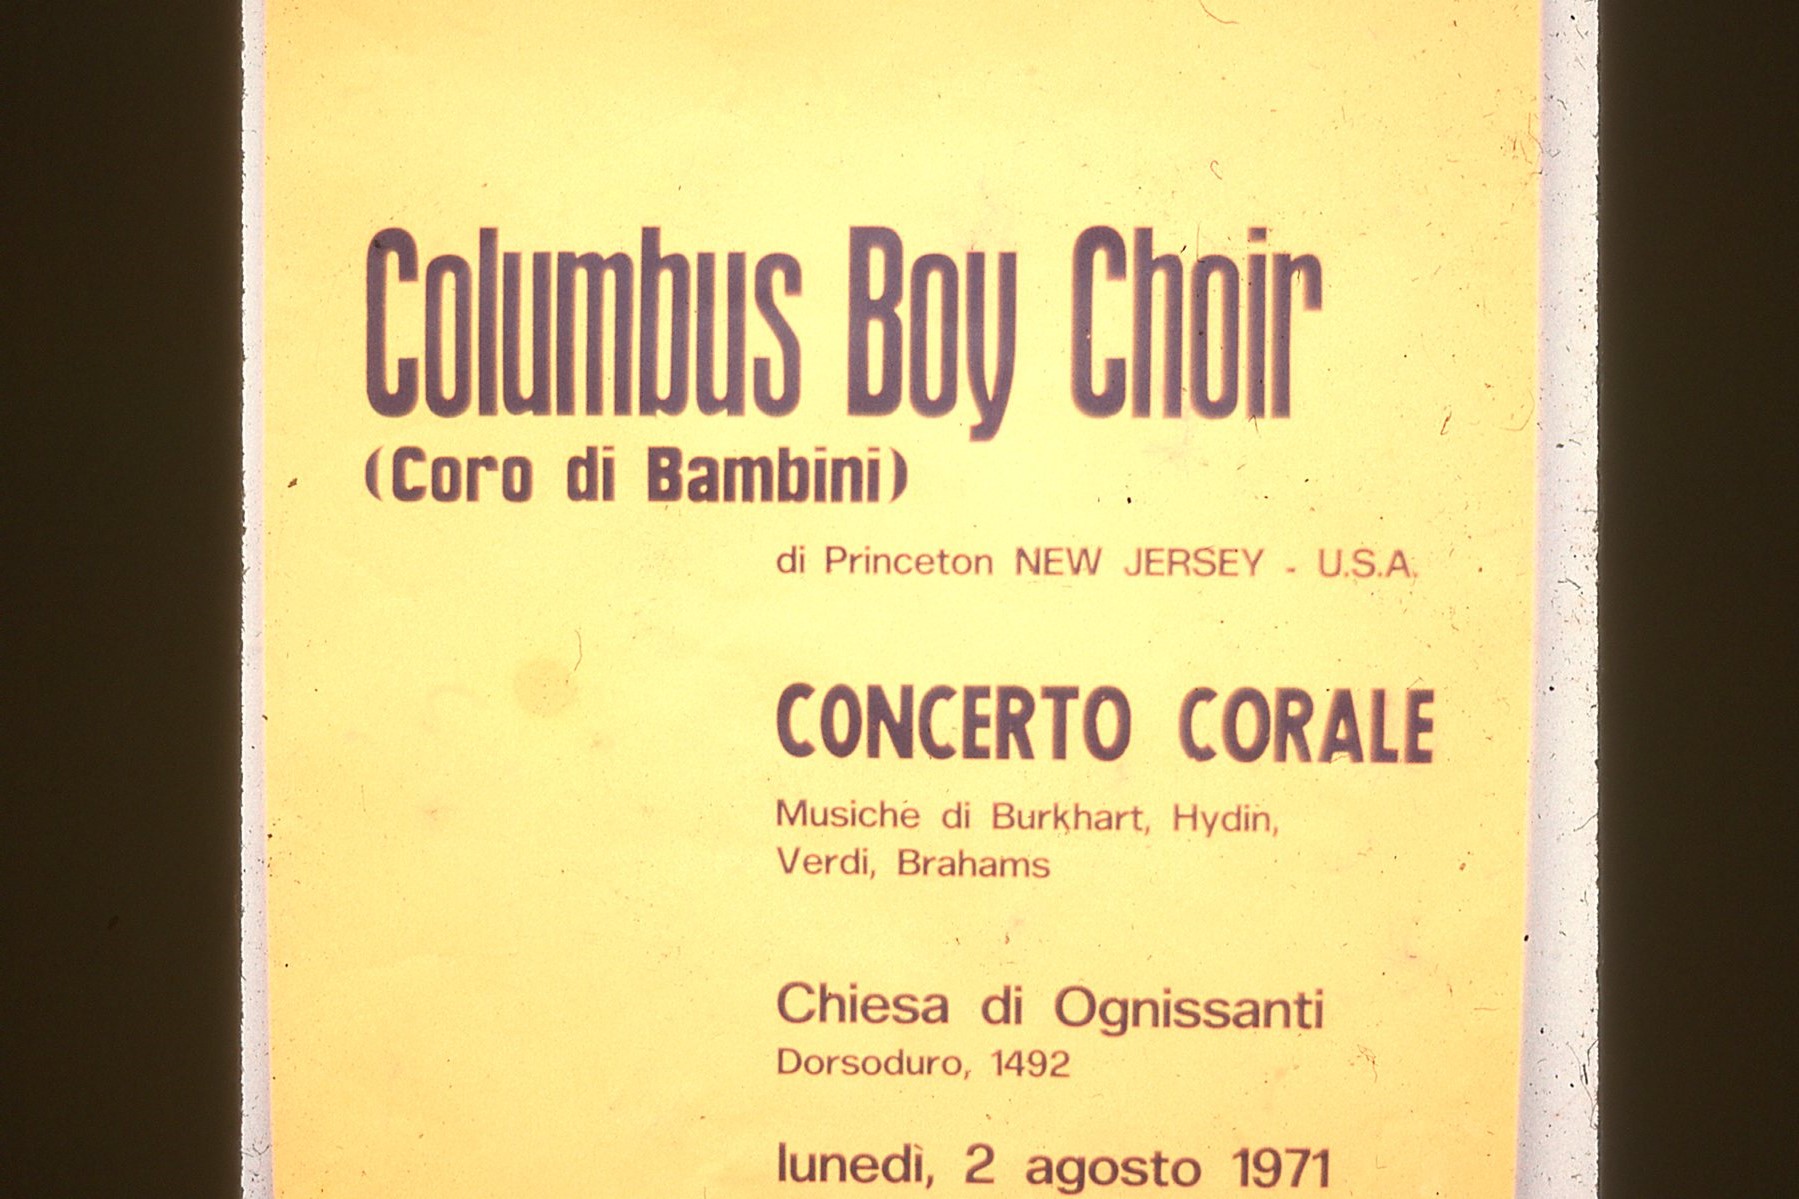 Columbus Boy Choir
(Coro di Bambini)
di Princeton NEW JERSEY - U.S.A.
CONCERTO CORALE
Musiche di Burkhart, Hydin,
Verdi, Brahams
Chiesa di Ognissanti
Dorsoduro, 1492
lunedì, 2 agosto 1971